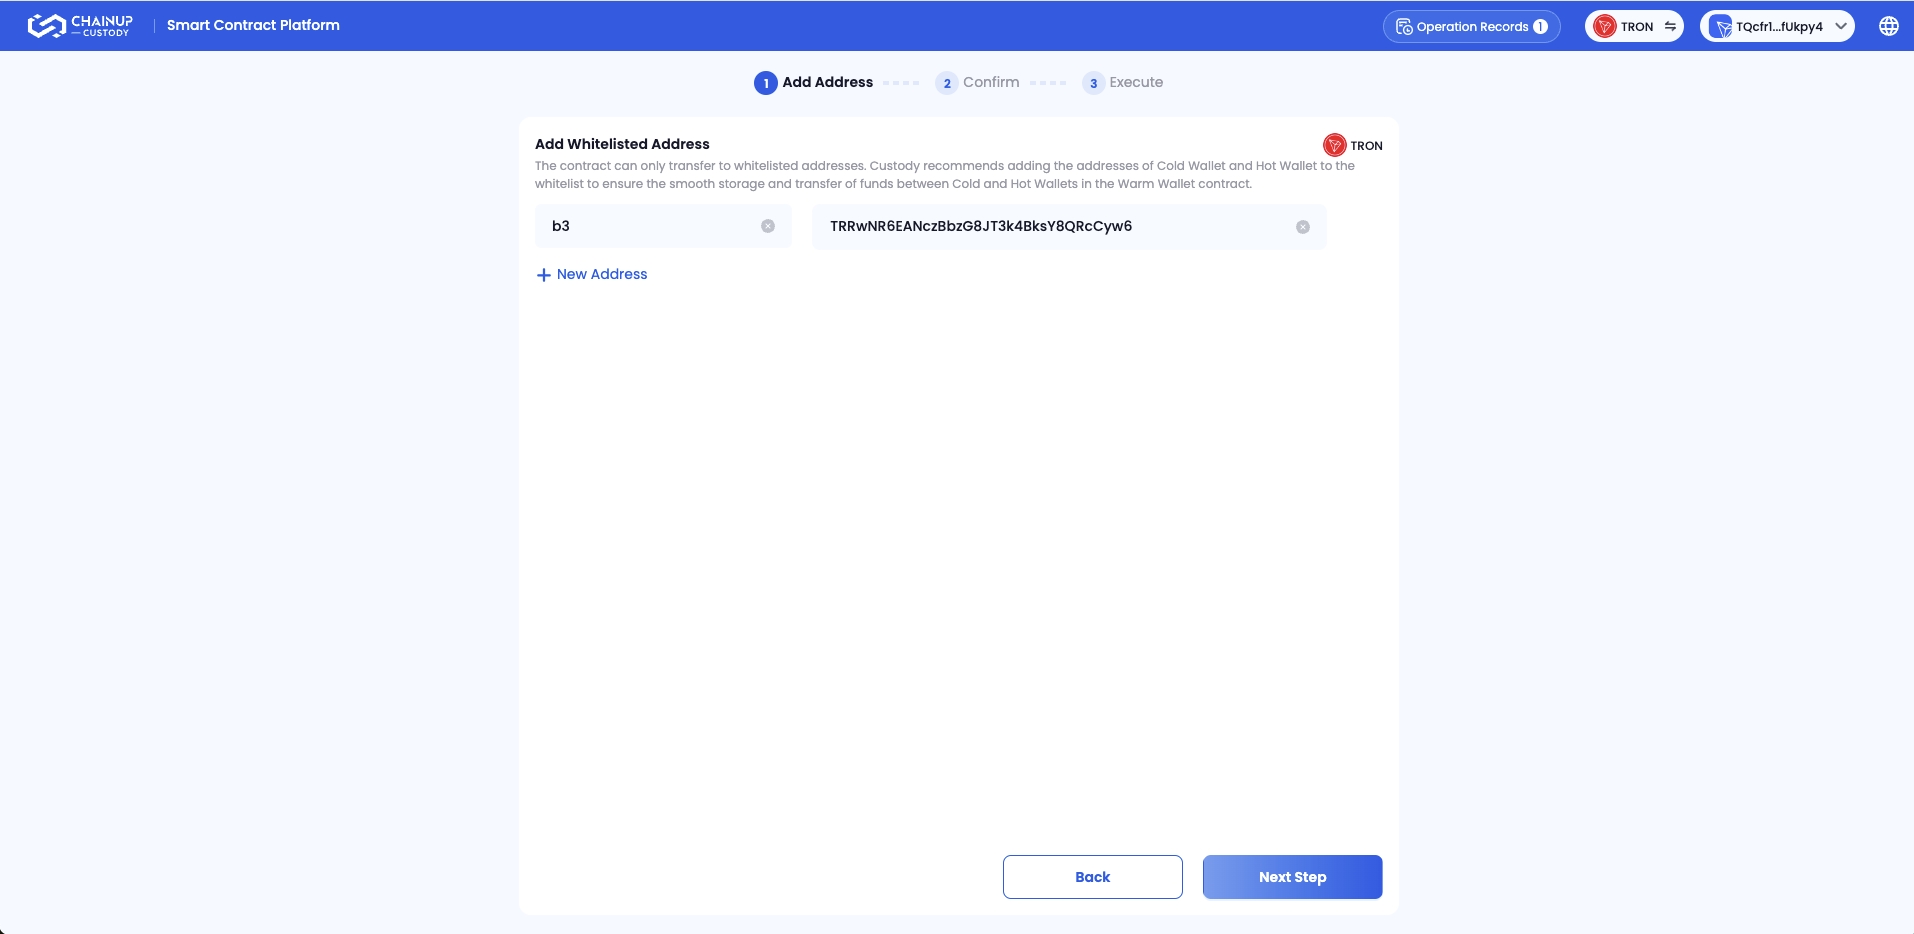 CHAINUP
CUSTODY
Smart Contract Platform
Operation Records 1
TRON
TQcfr1...fUkpy4
1 Add Address
2 Confirm
3 Execute
Add Whitelisted Address
TRON
The contract can only transfer to whitelisted addresses. Custody recommends adding the addresses of Cold Wallet and Hot Wallet to the
whitelist to ensure the smooth storage and transfer of funds between Cold and Hot Wallets in the Warm Wallet contract.
b3
TRRwNR6EANczBbzG8JT3k4BksY8QRcCyw6
+ New Address
Back
Next Step